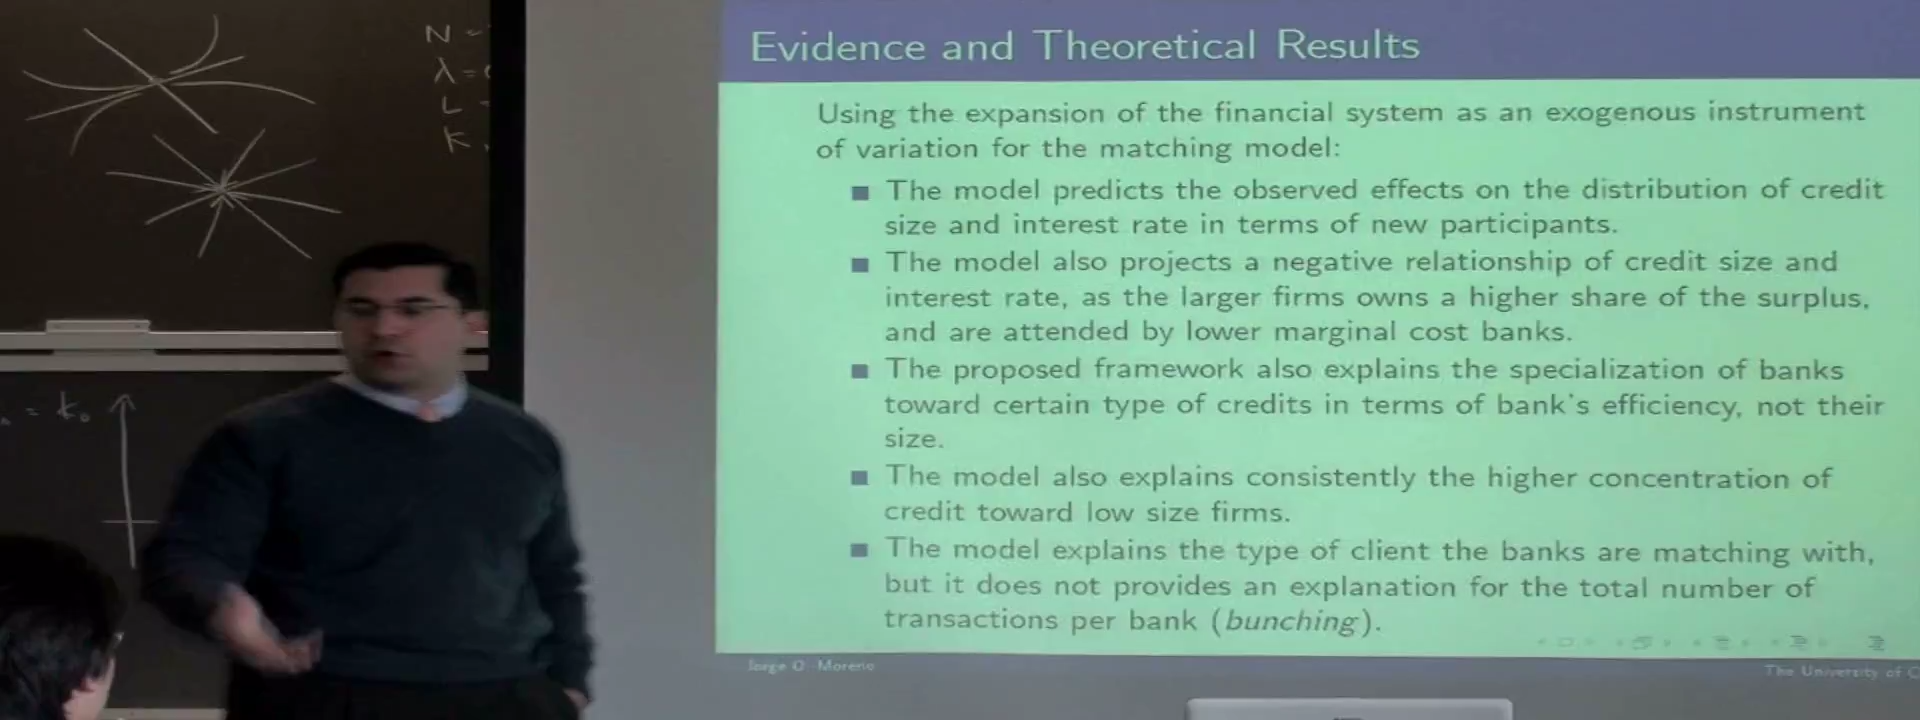 N =
λ =
L =
K
= k₀
Evidence and Theoretical Results
Using the expansion of the financial system as an exogenous instrument
of variation for the matching model:
The model predicts the observed effects on the distribution of credit
size and interest rate in terms of new participants.
The model also projects a negative relationship of credit size and
interest rate, as the larger firms owns a higher share of the surplus,
and are attended by lower marginal cost banks.
The proposed framework also explains the specialization of banks
toward certain type of credits in terms of bank's efficiency, not their
size.
The model also explains consistently the higher concentration of
credit toward low size firms.
The model explains the type of client the banks are matching with,
but it does not provides an explanation for the total number of
transactions per bank (bunching).
Jorge O. Moreno
The University of C